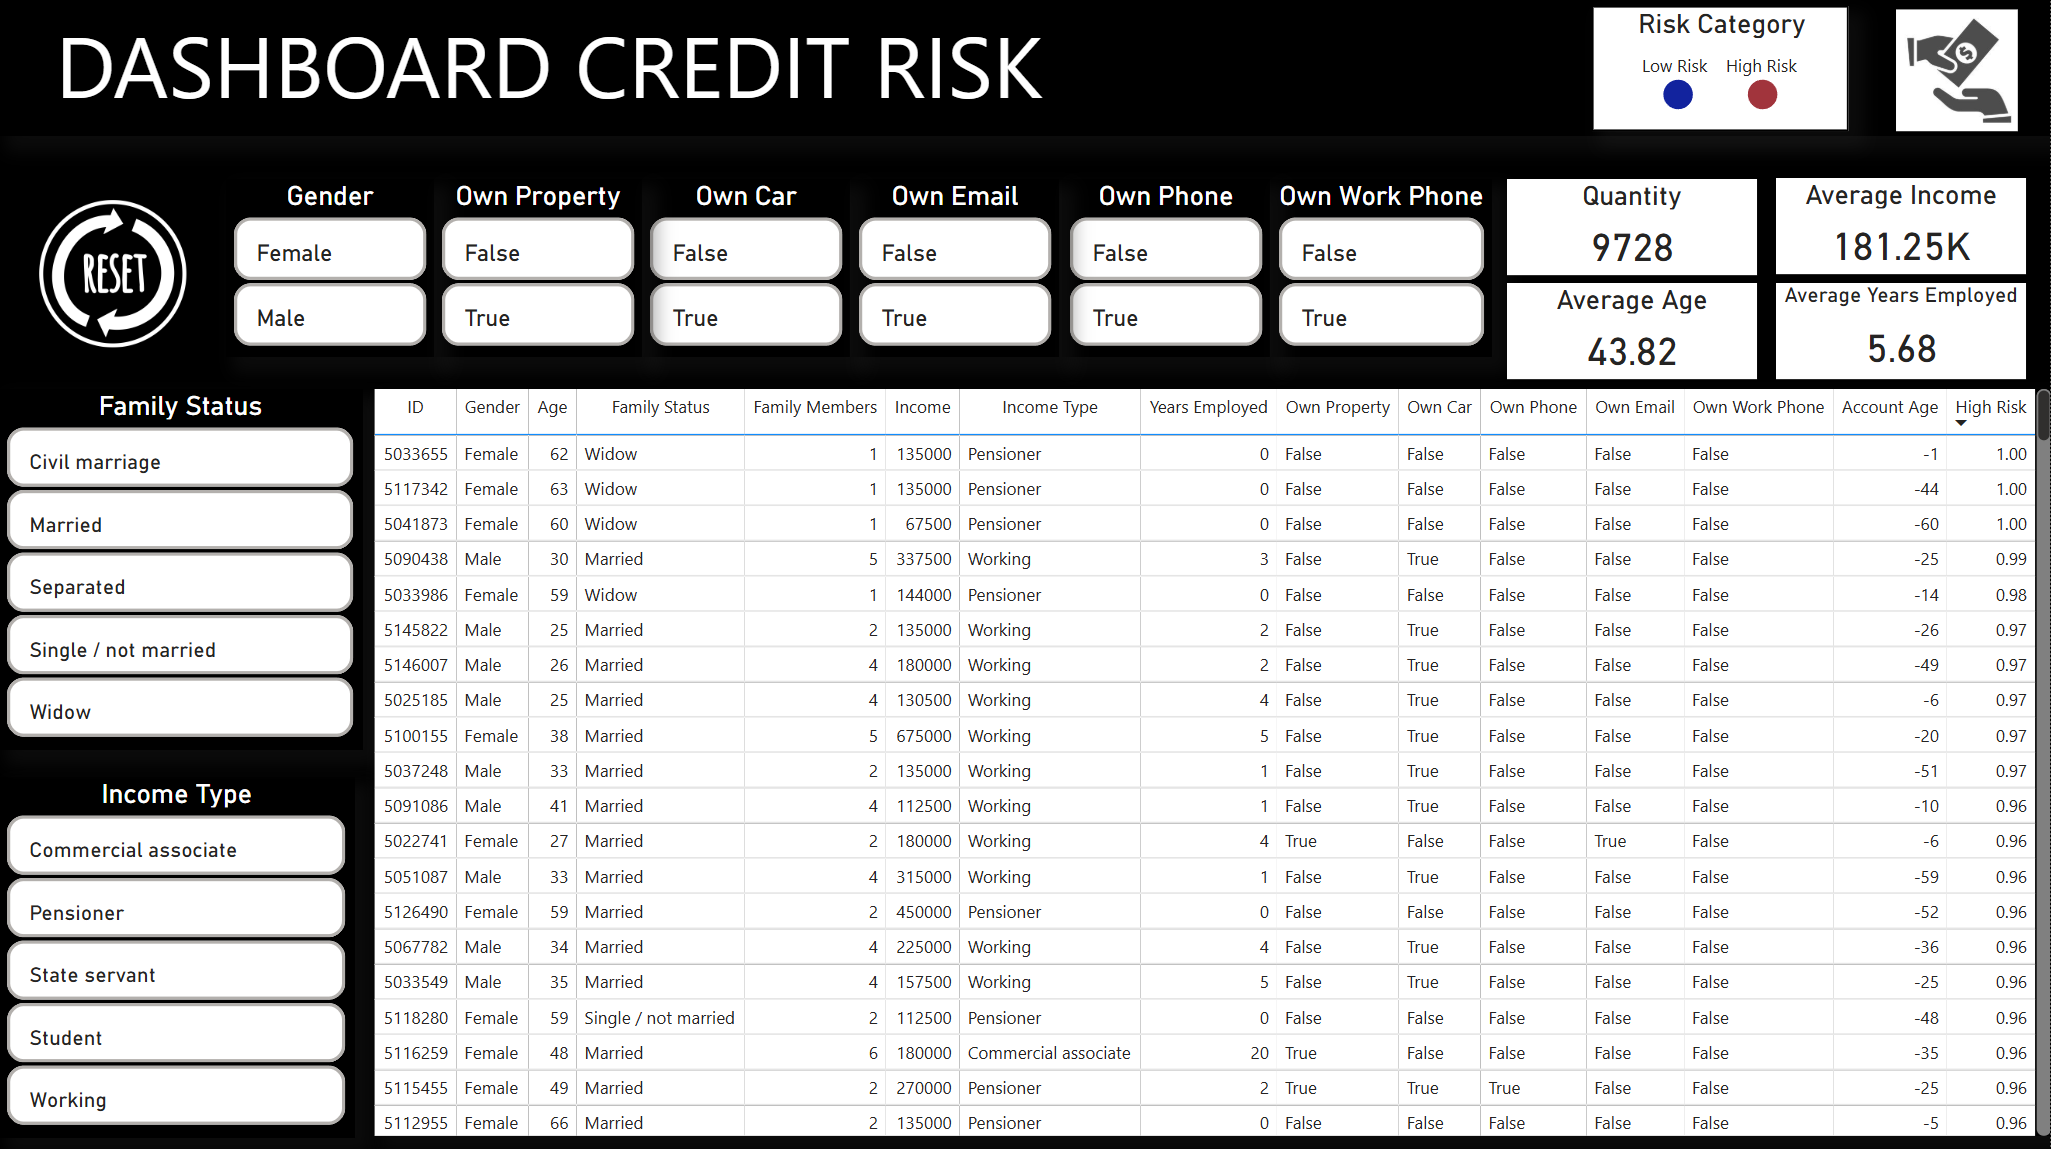 DASHBOARD CREDIT RISK
Risk Category
Low Risk High Risk
RESET
Gender
Female
Male
Own Property
False
True
Own Car
False
True
Own Email
False
True
Own Phone
False
True
Own Work Phone
False
True
Quantity
9728
Average Income
181.25K
Average Age
43.82
Average Years Employed
5.68
Family Status
Civil marriage
Married
Separated
Single / not married
Widow
Income Type
Commercial associate
Pensioner
State servant
Student
Working
ID Gender Age Family Status Family Members Income Income Type Years Employed Own Property Own Car Own Phone Own Email Own Work Phone Account Age High Risk
5033655 Female 62 Widow 1 135000 Pensioner 0 False False False False False -1 1.00
5117342 Female 63 Widow 1 135000 Pensioner 0 False False False False False -44 1.00
5041873 Female 60 Widow 1 67500 Pensioner 0 False False False False False -60 1.00
5090438 Male 30 Married 5 337500 Working 3 False True False False False -25 0.99
5033986 Female 59 Widow 1 144000 Pensioner 0 False False False False False -14 0.98
5145822 Male 25 Married 2 135000 Working 2 False True False False False -26 0.97
5146007 Male 26 Married 4 180000 Working 2 False True False False False -49 0.97
5025185 Male 25 Married 4 130500 Working 4 False True False False False -6 0.97
5100155 Female 38 Married 5 675000 Working 5 False True False False False -20 0.97
5037248 Male 33 Married 2 135000 Working 1 False True False False False -51 0.97
5091086 Male 41 Married 4 112500 Working 1 False True False False False -10 0.96
5022741 Female 27 Married 2 180000 Working 4 True False False True False -6 0.96
5051087 Male 33 Married 4 315000 Working 1 False True False False False -59 0.96
5126490 Female 59 Married 2 450000 Pensioner 0 False False False False False -52 0.96
5067782 Male 34 Married 4 225000 Working 4 False True False False False -36 0.96
5033549 Male 35 Married 4 157500 Working 5 False True False False False -25 0.96
5118280 Female 59 Single / not married 2 112500 Pensioner 0 False False False False False -48 0.96
5116259 Female 48 Married 6 180000 Commercial associate 20 True False False False False -35 0.96
5115455 Female 49 Married 2 270000 Pensioner 2 True True True False False -25 0.96
5112955 Female 66 Married 2 135000 Pensioner 0 False False False False False -5 0.96